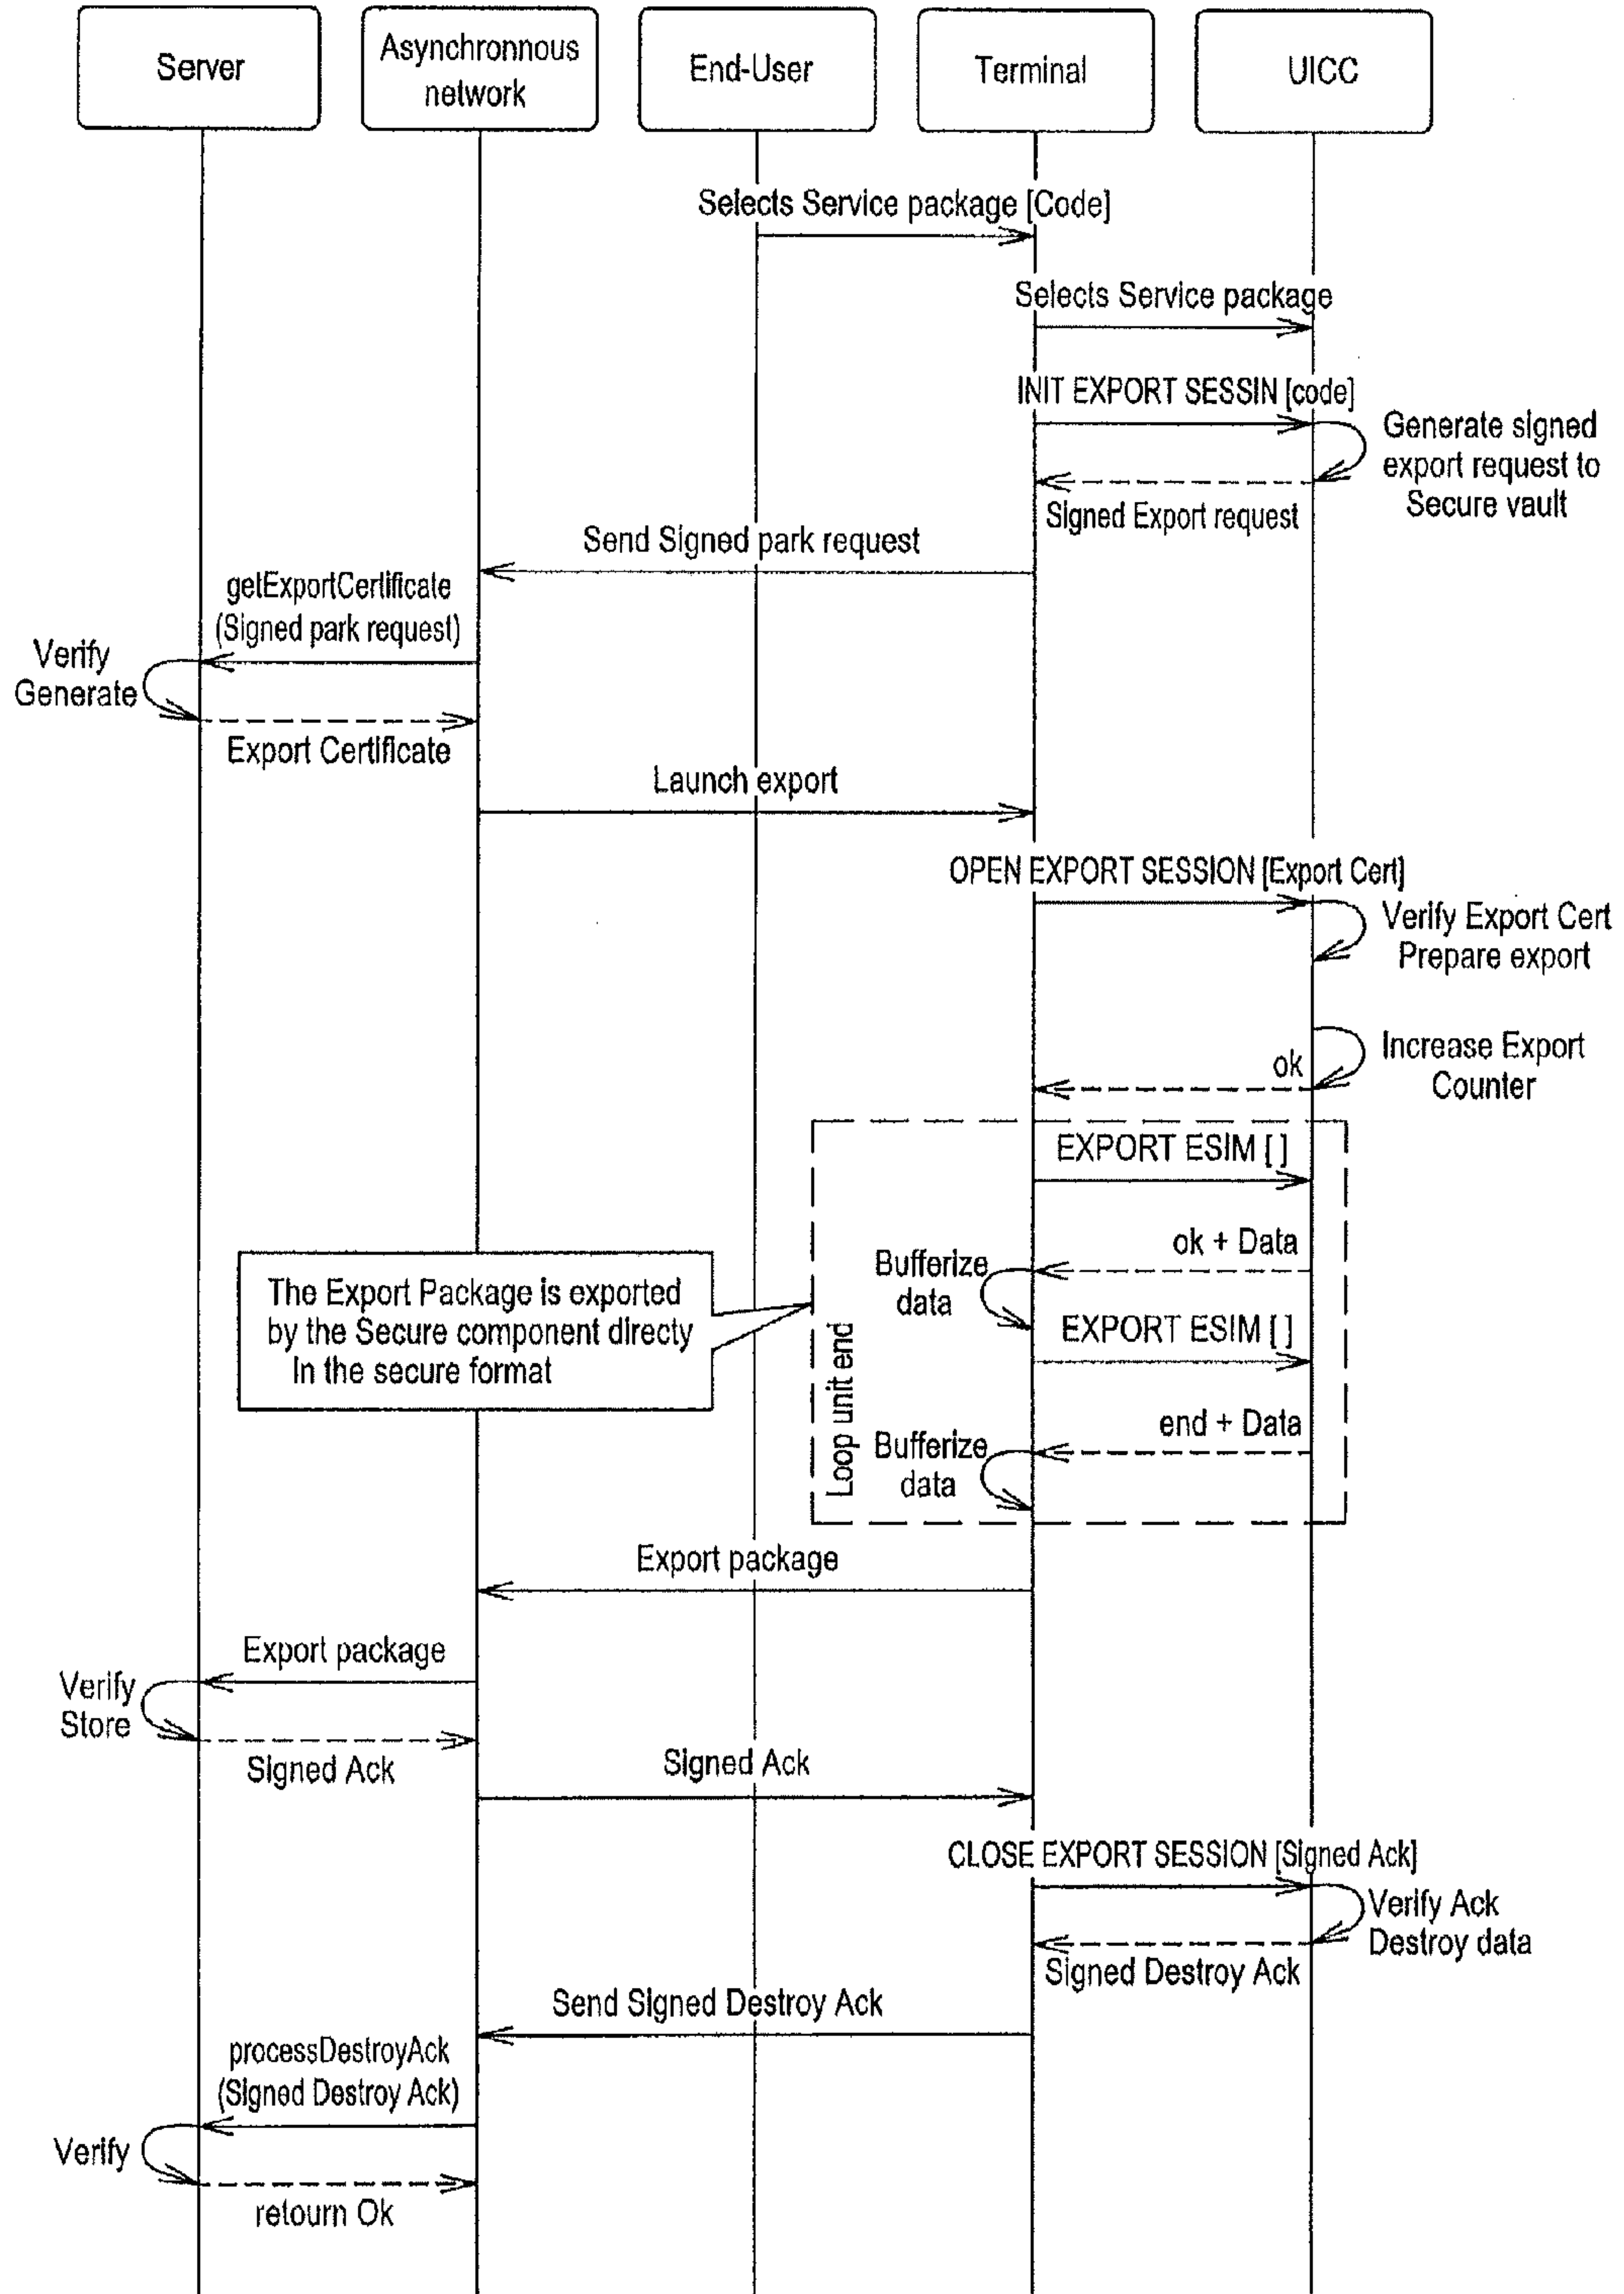 Server
Asynchronnous
network
End-User
Terminal
UICC
Selects Service package [Code]
Selects Service package
INIT EXPORT SESSIN [code]
Generate signed
export request to
Secure vault
Signed Export request
Send Signed park request
getExportCertificate
(Signed park request)
Verify
Generate
Export Certificate
Launch export
OPEN EXPORT SESSION [Export Cert]
Verify Export Cert
Prepare export
Increase Export
Counter
ok
EXPORT ESIM [ ]
ok + Data
Bufferize
data
The Export Package is exported
by the Secure component directy
In the secure format
EXPORT ESIM [ ]
Loop unit end
end + Data
Bufferize
data
Export package
Export package
Verify
Store
Signed Ack
Signed Ack
CLOSE EXPORT SESSION [Signed Ack]
Verify Ack
Destroy data
Signed Destroy Ack
Send Signed Destroy Ack
processDestroyAck
(Signed Destroy Ack)
Verify
retourn Ok